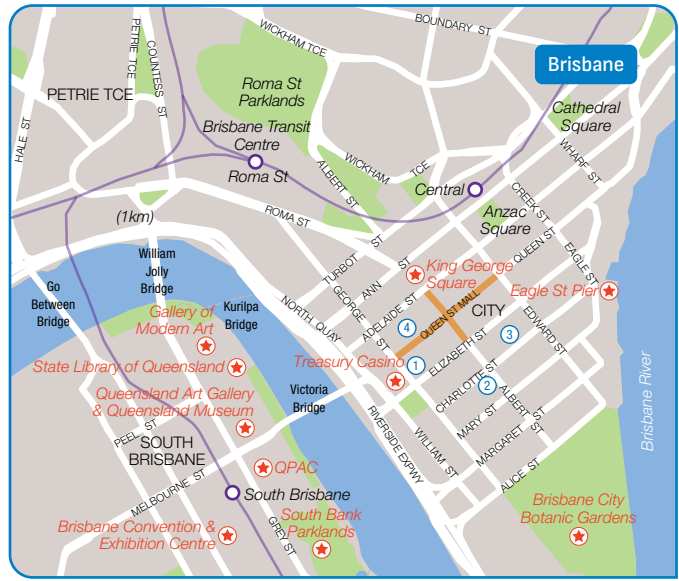 BOUNDARY ST
WICKHAM TCE
PETRIE TCE
COUNTESS ST
Brisbane
PETRIE TCE
Roma St
Parklands
Cathedral
Square
HALE ST
Brisbane Transit
Centre
Roma St
WHARF ST
WICKHAM TCE
ALBERT ST
Central
CREEK ST
Anzac
Square
(1km)
ROMA ST
QUEEN ST
EAGLE ST
TURBOT ST
William
Jolly
Bridge
King George
Square
ANN ST
Eagle St Pier
Go
Between
Bridge
GEORGE ST
Gallery of
Modern Art
Kurilpa
Bridge
NORTH QUAY
ADELAIDE ST
QUEEN ST MALL
CITY
EDWARD ST
4
3
State Library of Queensland
Treasury Casino
1
ELIZABETH ST
2
CHARLOTTE ST
Queensland Art Gallery
& Queensland Museum
Victoria
Bridge
ALBERT ST
Brisbane River
PEEL ST
SOUTH
BRISBANE
RIVERSIDE EXPWY
WILLIAM ST
MARY ST
MARGARET ST
ALICE ST
QPAC
MELBOURNE ST
South Brisbane
Brisbane Convention &
Exhibition Centre
GREY ST
South Bank
Parklands
Brisbane City
Botanic Gardens